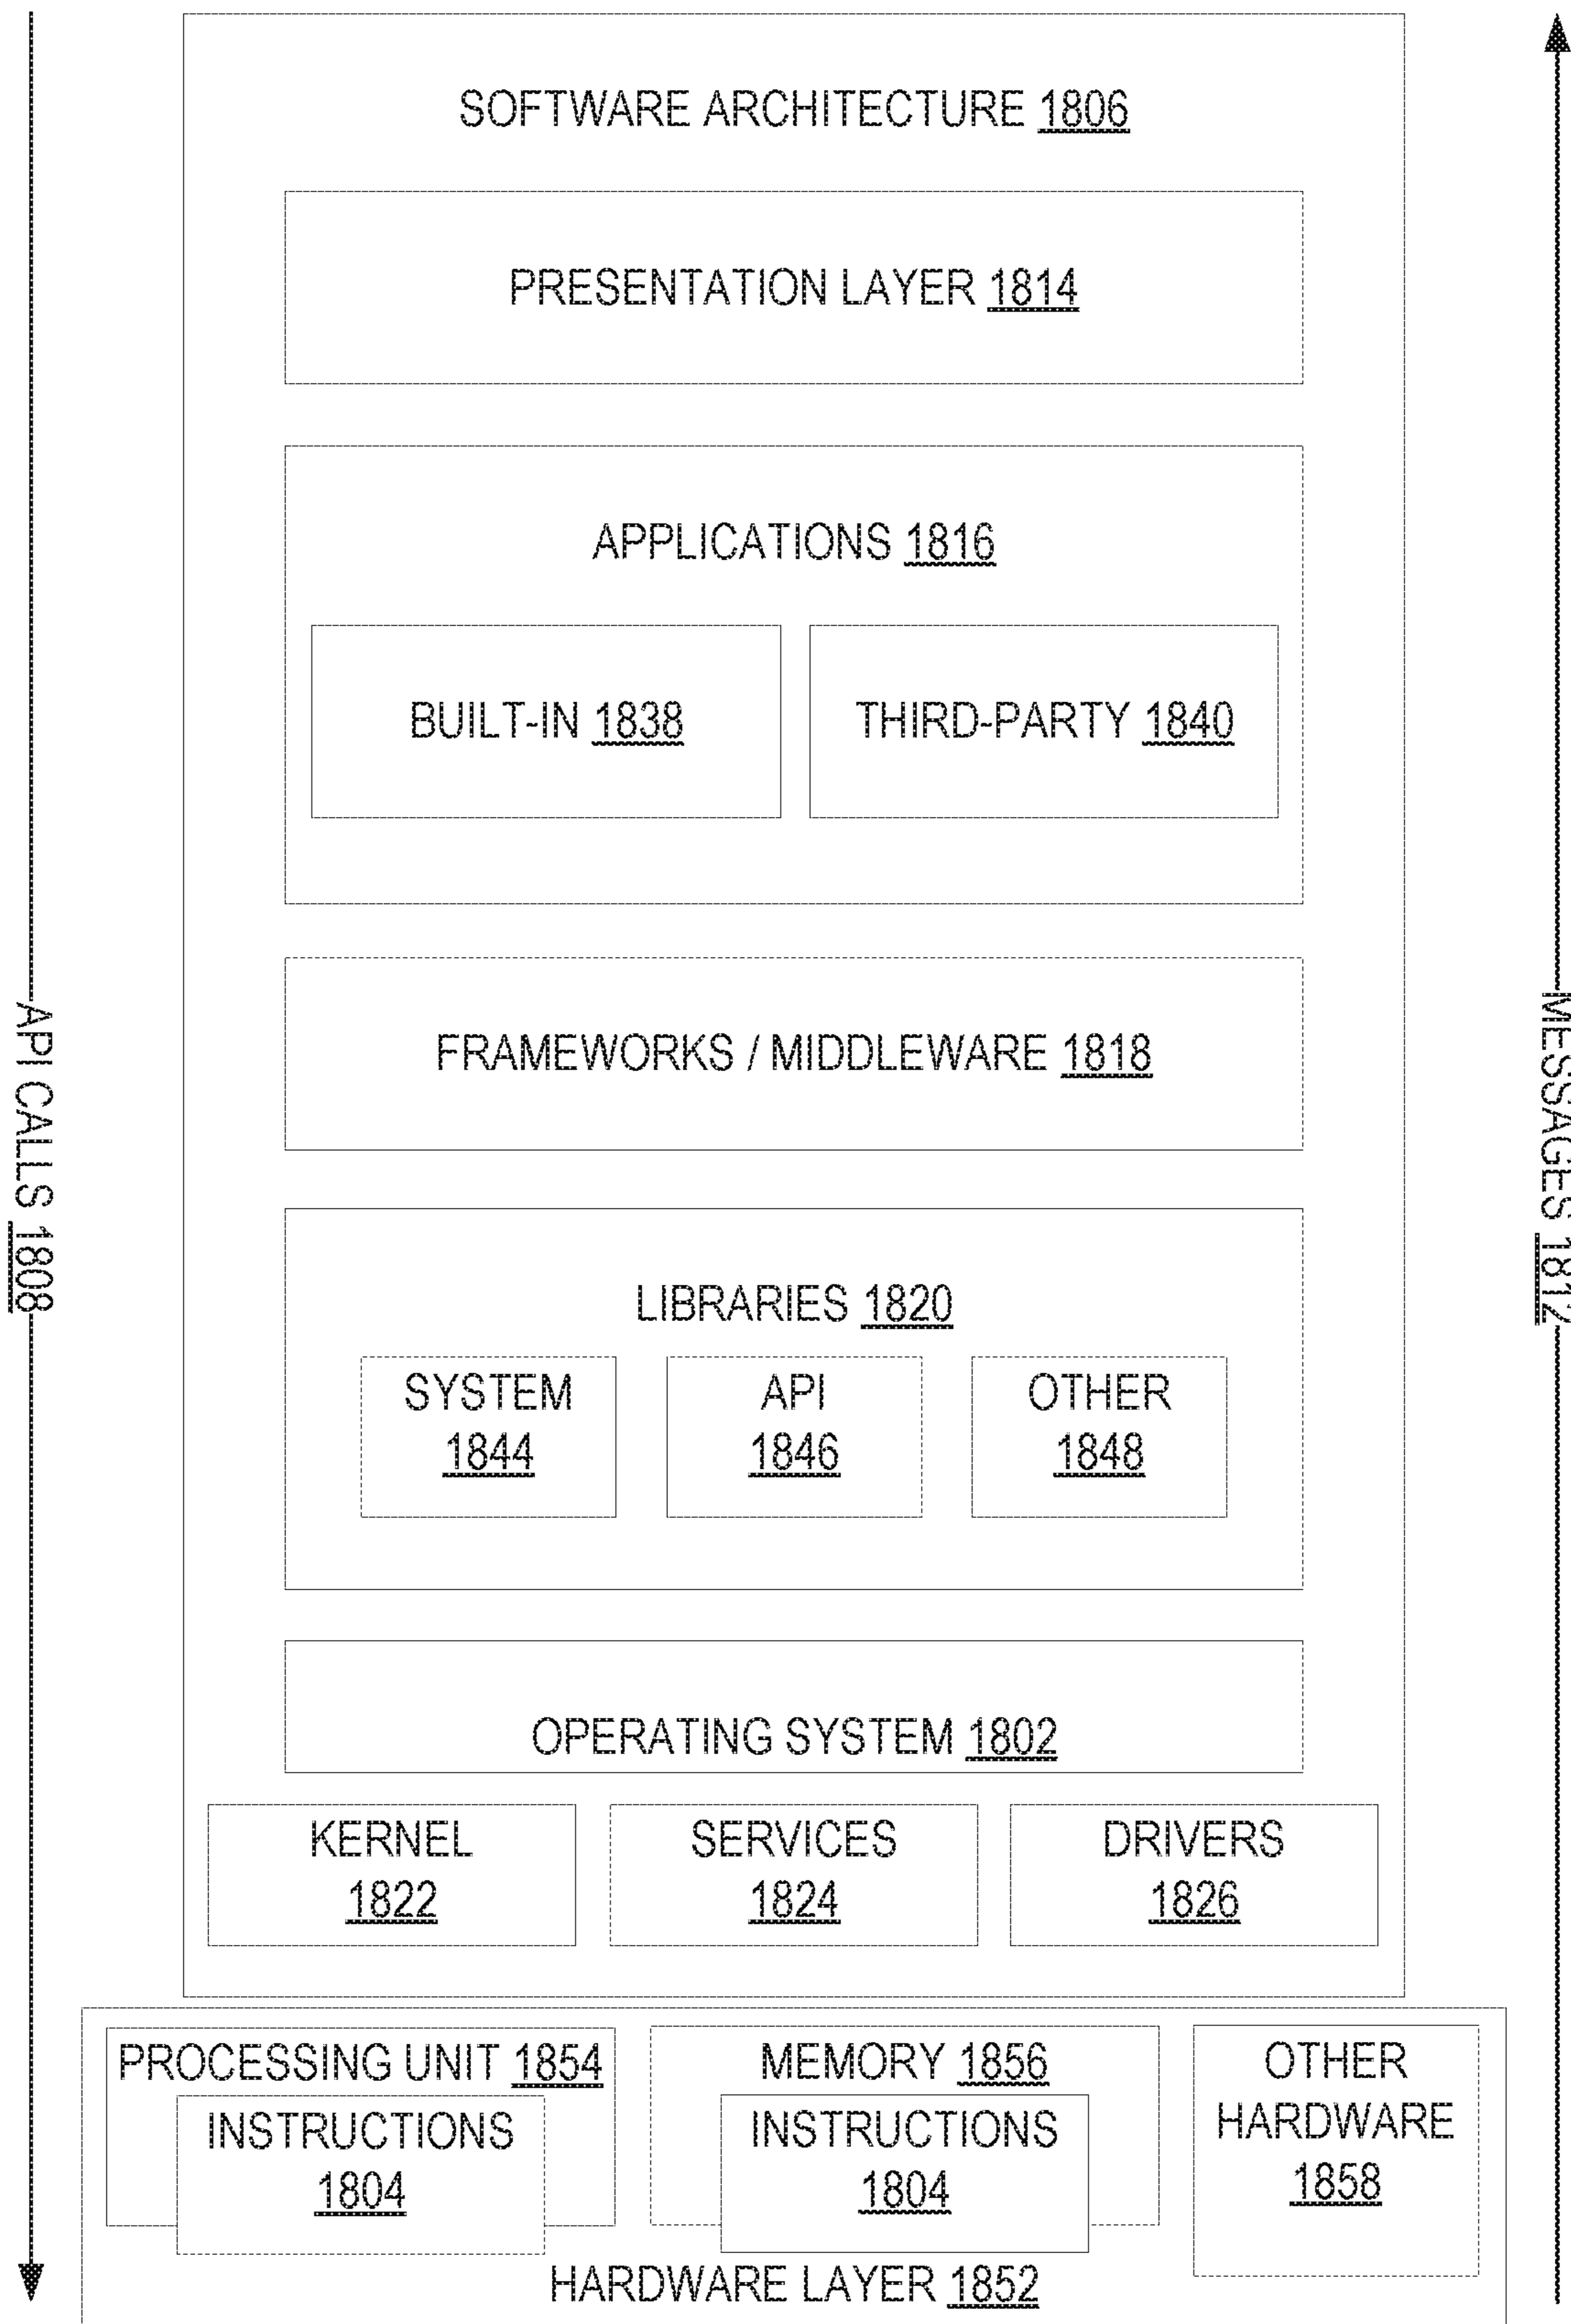 SOFTWARE ARCHITECTURE 1806
PRESENTATION LAYER 1814
APPLICATIONS 1816
BUILT-IN 1838
THIRD-PARTY 1840
FRAMEWORKS / MIDDLEWARE 1818
API CALLS 1808
MESSAGES 1812
LIBRARIES 1820
SYSTEM
1844
API
1846
OTHER
1848
OPERATING SYSTEM 1802
KERNEL
1822
SERVICES
1824
DRIVERS
1826
PROCESSING UNIT 1854
INSTRUCTIONS
1804
MEMORY 1856
INSTRUCTIONS
1804
OTHER
HARDWARE
1858
HARDWARE LAYER 1852